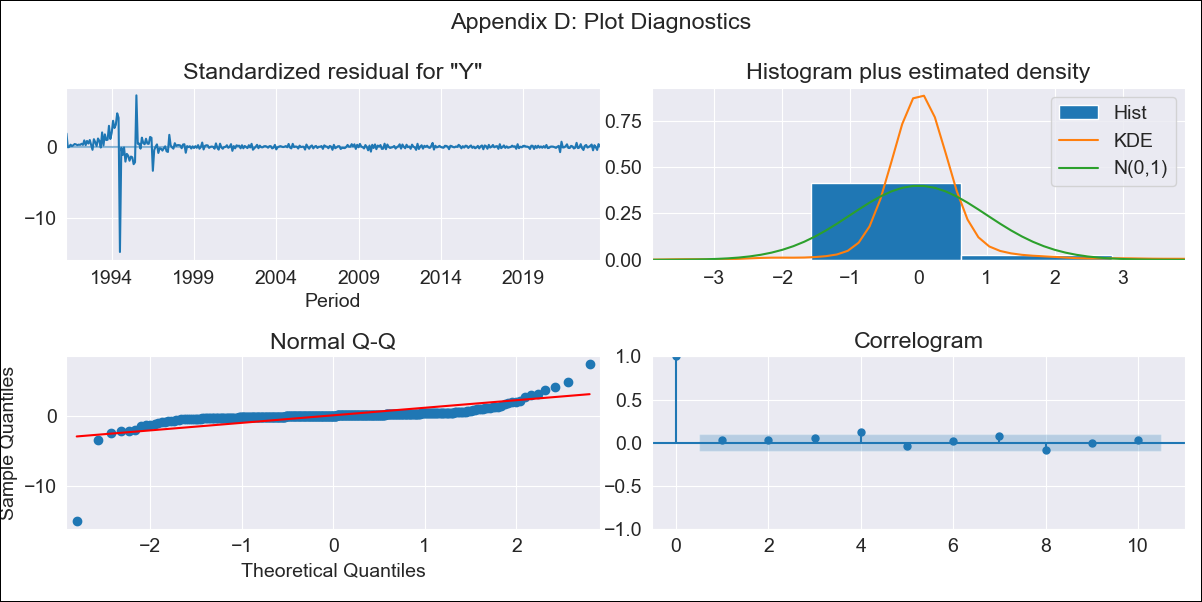 Appendix D: Plot Diagnostics
Standardized residual for "Y"
0
−10
1994 1999 2004 2009 2014 2019
Period
Histogram plus estimated density
0.75
0.50
0.25
0.00
−3 −2 −1 0 1 2 3
Hist
KDE
N(0,1)
Normal Q-Q
Sample Quantiles
0
−10
−2 −1 0 1 2
Theoretical Quantiles
Correlogram
1.0
0.5
0.0
−0.5
−1.0
0 2 4 6 8 10